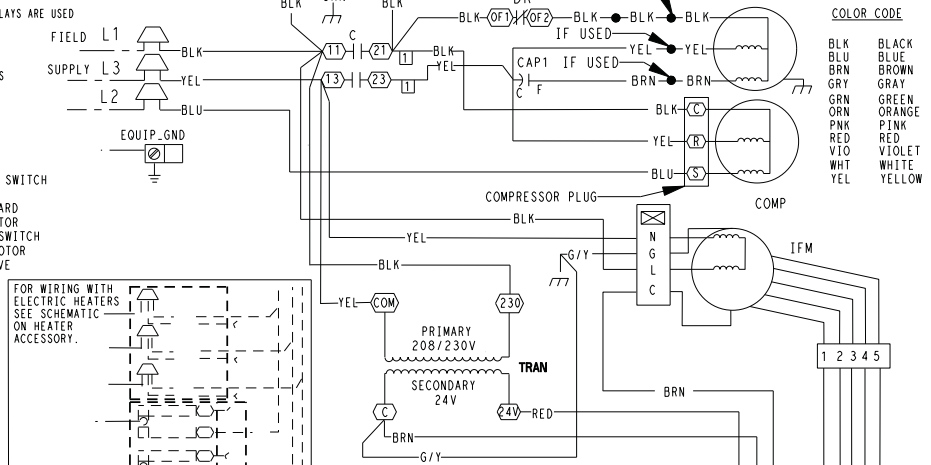 LAYS ARE USED
BLK
BLK
BLK OF1 OF2 BLK BLK BLK
IF USED
COLOR CODE
FIELD L1
BLK
C
11 21 1 BLK
YEL YEL
BLK BLACK
BLU BLUE
BRN BROWN
GRY GRAY
GRN GREEN
ORN ORANGE
PNK PINK
RED RED
VIO VIOLET
WHT WHITE
YEL YELLOW
SUPPLY L3
YEL
13 23 1 YEL
CAP1 IF USED
C F
BRN BRN
L2
BLU
BLK C
EQUIP_GND
YEL R
BLU S
SWITCH
COMPRESSOR PLUG
COMP
ARD
TOR
SWITCH
OTOR
VE
BLK
YEL
N
G
L
C
IFM
G/Y
BLK
FOR WIRING WITH
ELECTRIC HEATERS
SEE SCHEMATIC
ON HEATER
ACCESSORY.
YEL COM 230
PRIMARY
208/230V
TRAN
1 2 3 4 5
SECONDARY
24V
BRN
C 24V RED
BRN
G/Y